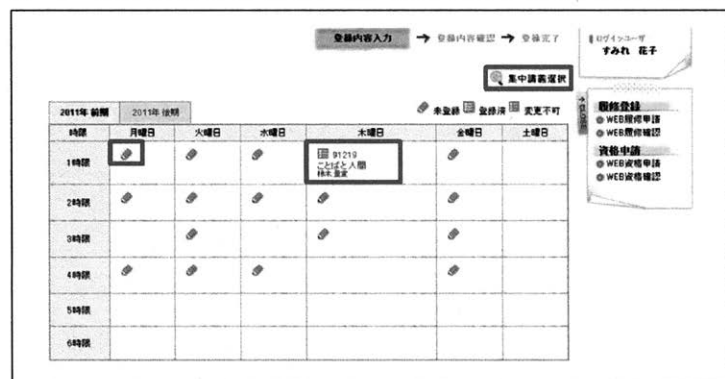 登録内容入力 → 登録内容確認 → 登録完了
ログインユーザ
すみれ 花子
集中講義選択
2011年 前期 2011年 後期
未登録 登録済 変更不可
時限 月曜日 火曜日 水曜日 木曜日 金曜日 土曜日
1時限
91219
ことばと人間
2時限
3時限
4時限
5時限
6時限
履修登録
WEB履修申請
WEB履修確認
資格申請
WEB資格申請
WEB資格確認